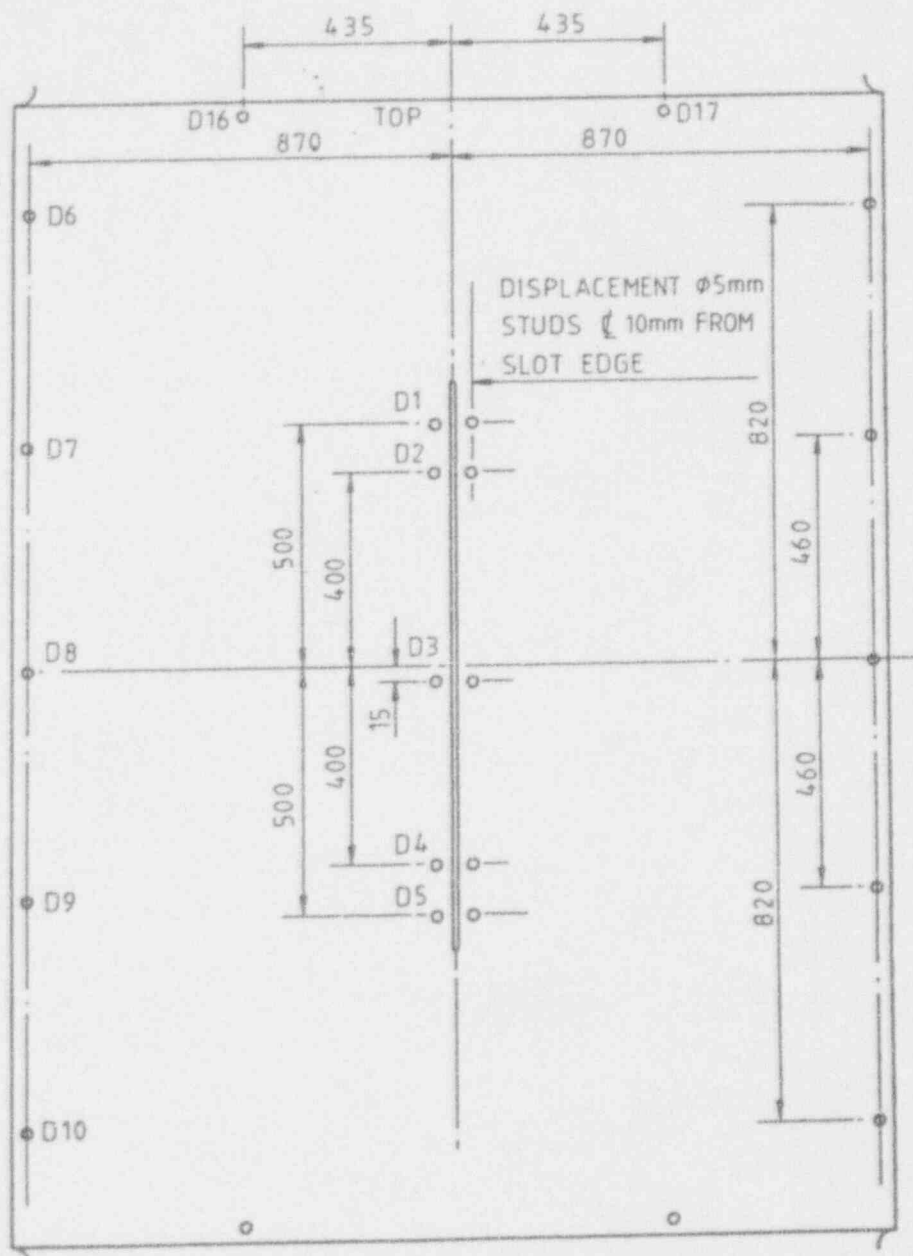 435 435
D16 TOP D17
870 870
D6
DISPLACEMENT φ5mm
STUDS ℄ 10mm FROM
SLOT EDGE
D1
D2
D7
820
460
500
400
D3
D8
15
400
500
460
820
D4
D5
D9
D10